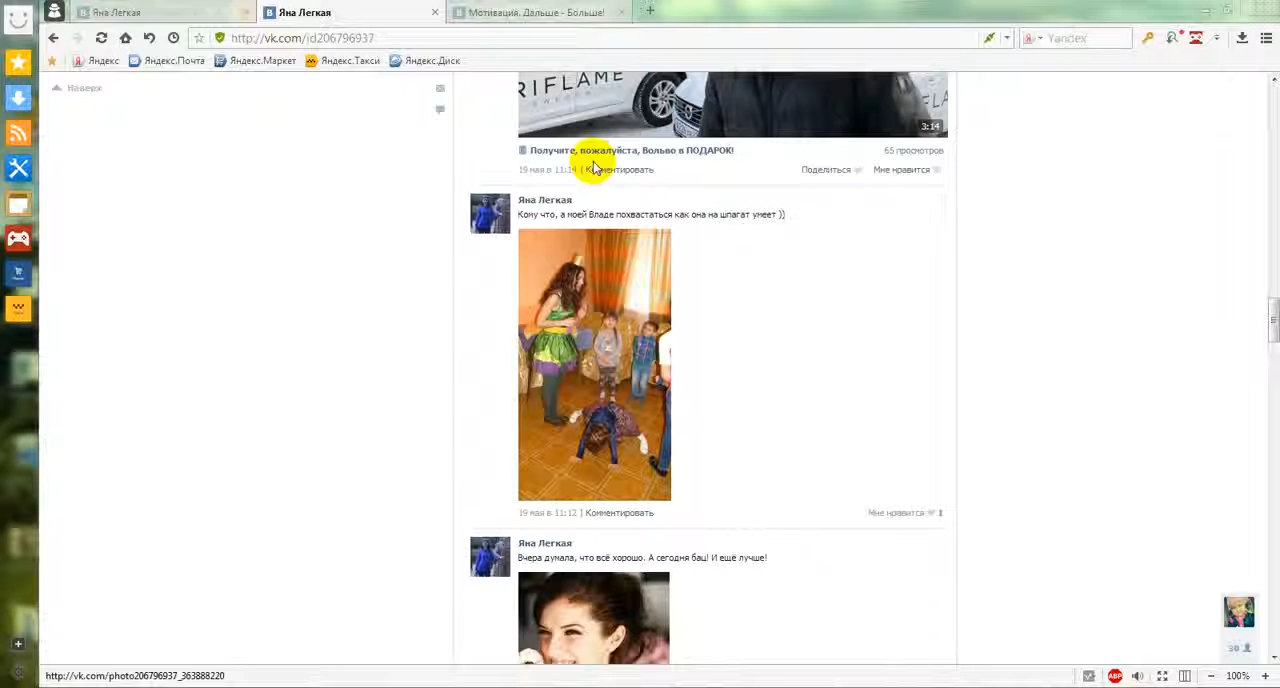 Яна Легкая
Яна Легкая
Мотивация. Дальше - Больше!
http://vk.com/id206796937
Yandex
Яндекс
Яндекс.Почта
Яндекс.Маркет
Яндекс.Такси
Яндекс.Диск
Наверх
ORIFLAME
3:14
Получите, пожалуйста, Вольво в ПОДАРОК!
65 просмотров
19 мая в 11:14 | Комментировать
Поделиться
Мне нравится
Яна Легкая
Кому что, а моей Владе похвастаться как она на шпагат умеет ))
19 мая в 11:12 | Комментировать
Мне нравится 1
Яна Легкая
Вчера думала, что всё хорошо. А сегодня бац! И ещё лучше!
30
http://vk.com/photo206796937_363888220
ABP
100%